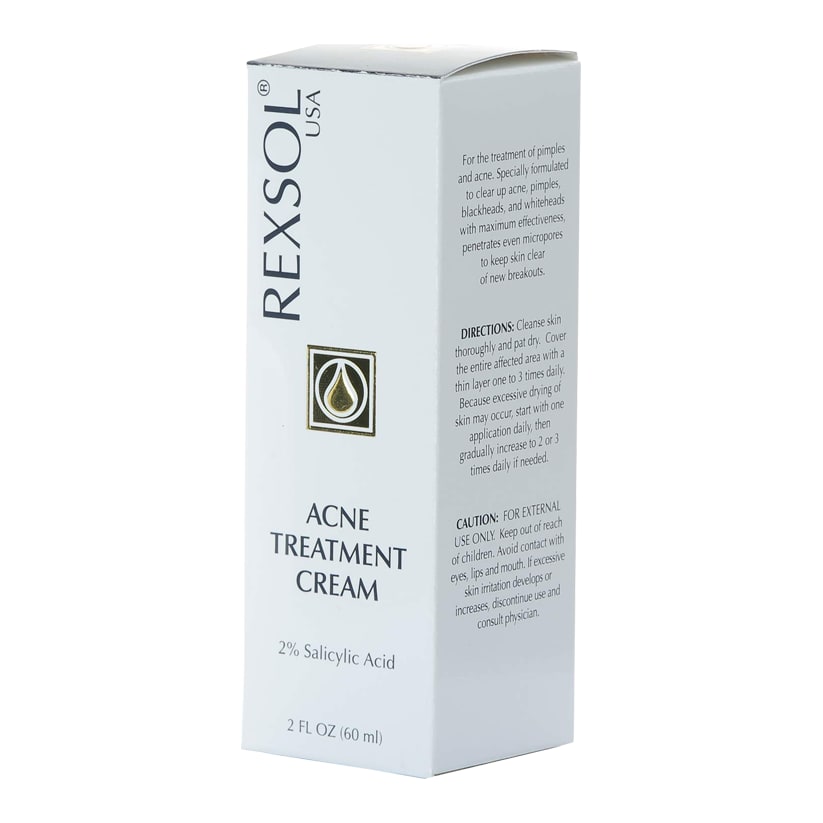 REXSOL®
USA
ACNE
TREATMENT
CREAM
2% Salicylic Acid
2 FL OZ (60 ml)
For the treatment of pimples
and acne. Specially formulated
to clear up acne, pimples,
blackheads, and whiteheads
with maximum effectiveness,
penetrates even micropores
to keep skin clear
of new breakouts.
DIRECTIONS: Cleanse skin
thoroughly and pat dry. Cover
the entire affected area with a
thin layer one to 3 times daily.
Because excessive drying of
skin may occur, start with one
application daily, then
gradually increase to 2 or 3
times daily if needed.
CAUTION: FOR EXTERNAL
USE ONLY. Keep out of reach
of children. Avoid contact with
eyes, lips and mouth. If excessive
skin irritation develops or
increases, discontinue use and
consult physician.